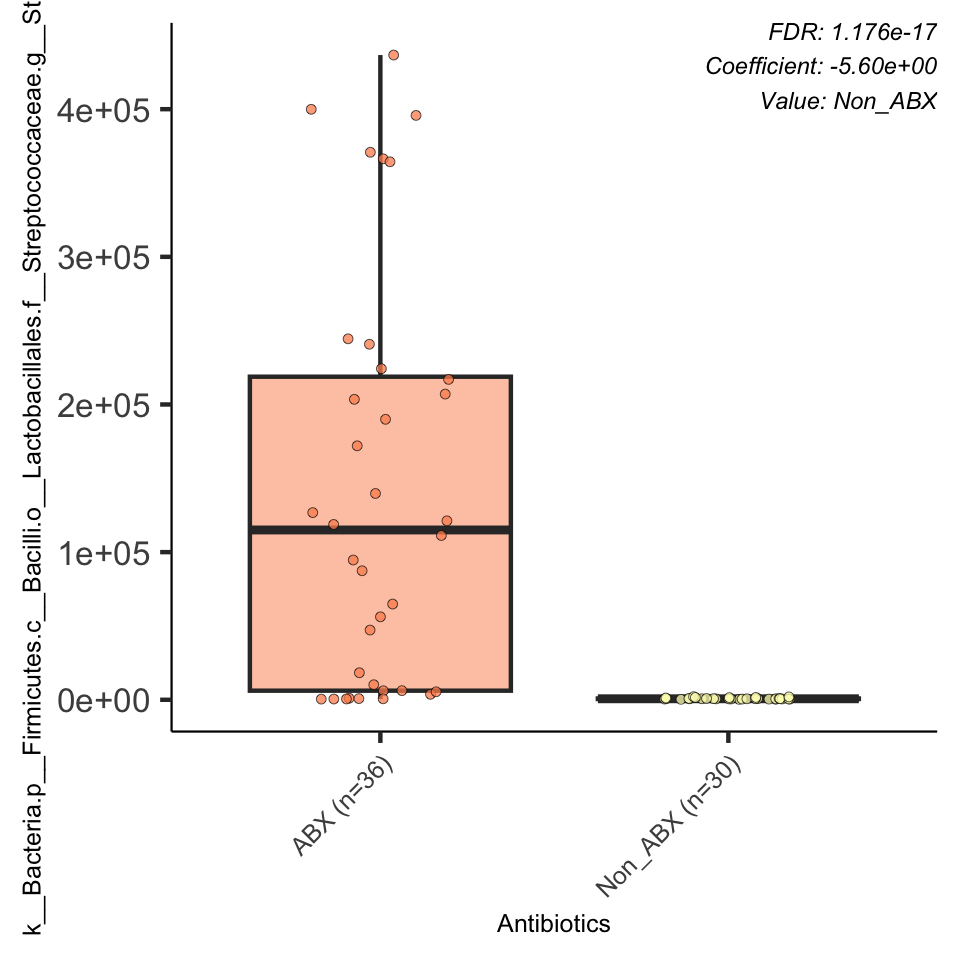 FDR: 1.176e-17
Coefficient: -5.60e+00
Value: Non_ABX
k__Bacteria.p__Firmicutes.c__Bacilli.o__Lactobacillales.f__Streptococcaceae.g__St
4e+05
3e+05
2e+05
1e+05
0e+00
ABX (n=36)
Non_ABX (n=30)
Antibiotics